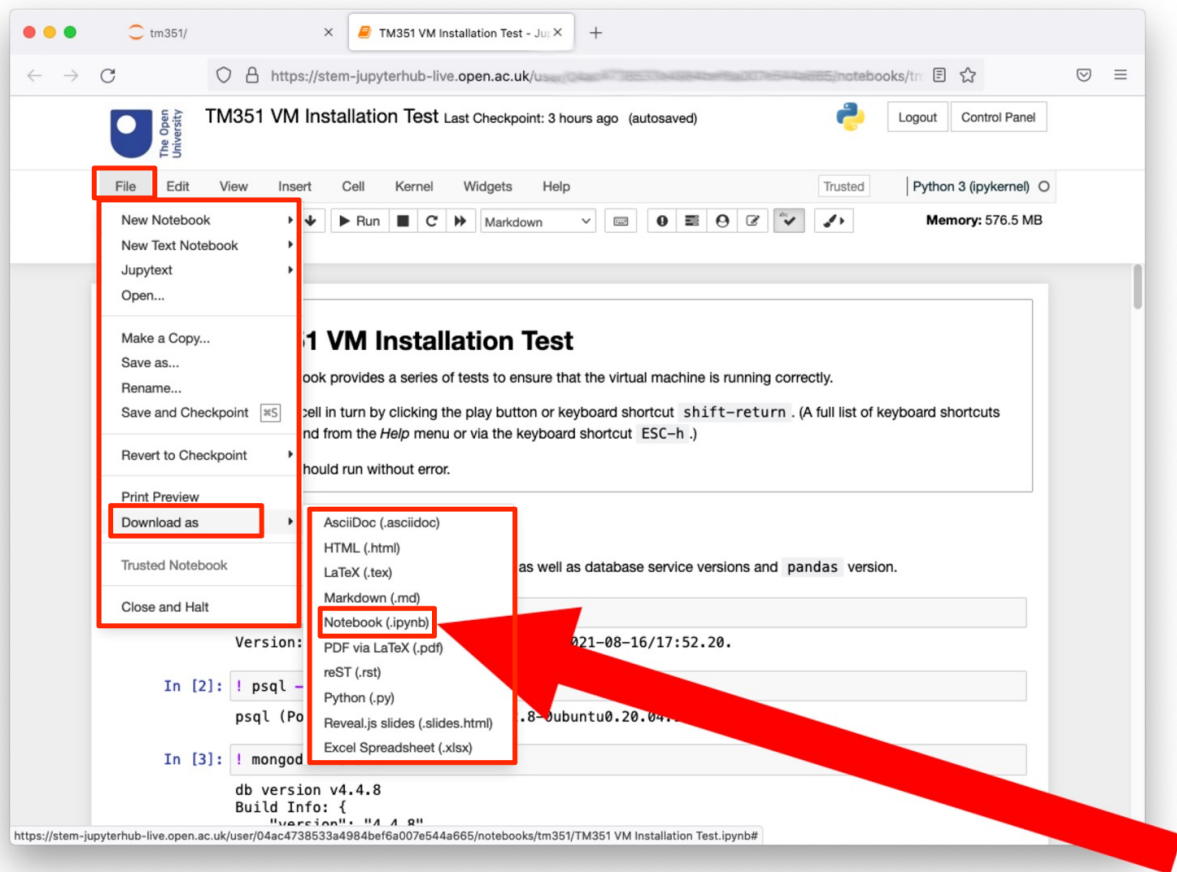 tm351/
TM351 VM Installation Test - Ju
https://stem-jupyterhub-live.open.ac.uk/
The Open University
TM351 VM Installation Test Last Checkpoint: 3 hours ago (autosaved)
Logout
Control Panel
File Edit View Insert Cell Kernel Widgets Help
Trusted
Python 3 (ipykernel)
Run
Markdown
Memory: 576.5 MB
New Notebook
New Text Notebook
Jupytext
Open...
Make a Copy...
Save as...
Rename...
Save and Checkpoint ⌘S
Revert to Checkpoint
Print Preview
Download as
Trusted Notebook
Close and Halt
1 VM Installation Test
ook provides a series of tests to ensure that the virtual machine is running correctly.
cell in turn by clicking the play button or keyboard shortcut shift-return . (A full list of keyboard shortcuts
nd from the Help menu or via the keyboard shortcut ESC-h .)
hould run without error.
AsciiDoc (.asciidoc)
HTML (.html)
LaTeX (.tex)
Markdown (.md)
Notebook (.ipynb)
PDF via LaTeX (.pdf)
reST (.rst)
Python (.py)
Reveal.js slides (.slides.html)
Excel Spreadsheet (.xlsx)
as well as database service versions and pandas version.
Version: 021-08-16/17:52.20.
In [2]: ! psql
psql (Po .8-0ubuntu0.20.04.
In [3]: ! mongod
db version v4.4.8
Build Info: {
"version": "4.4.8"
https://stem-jupyterhub-live.open.ac.uk/user/04ac4738533a4984bef6a007e544a665/notebooks/tm351/TM351 VM Installation Test.ipynb#